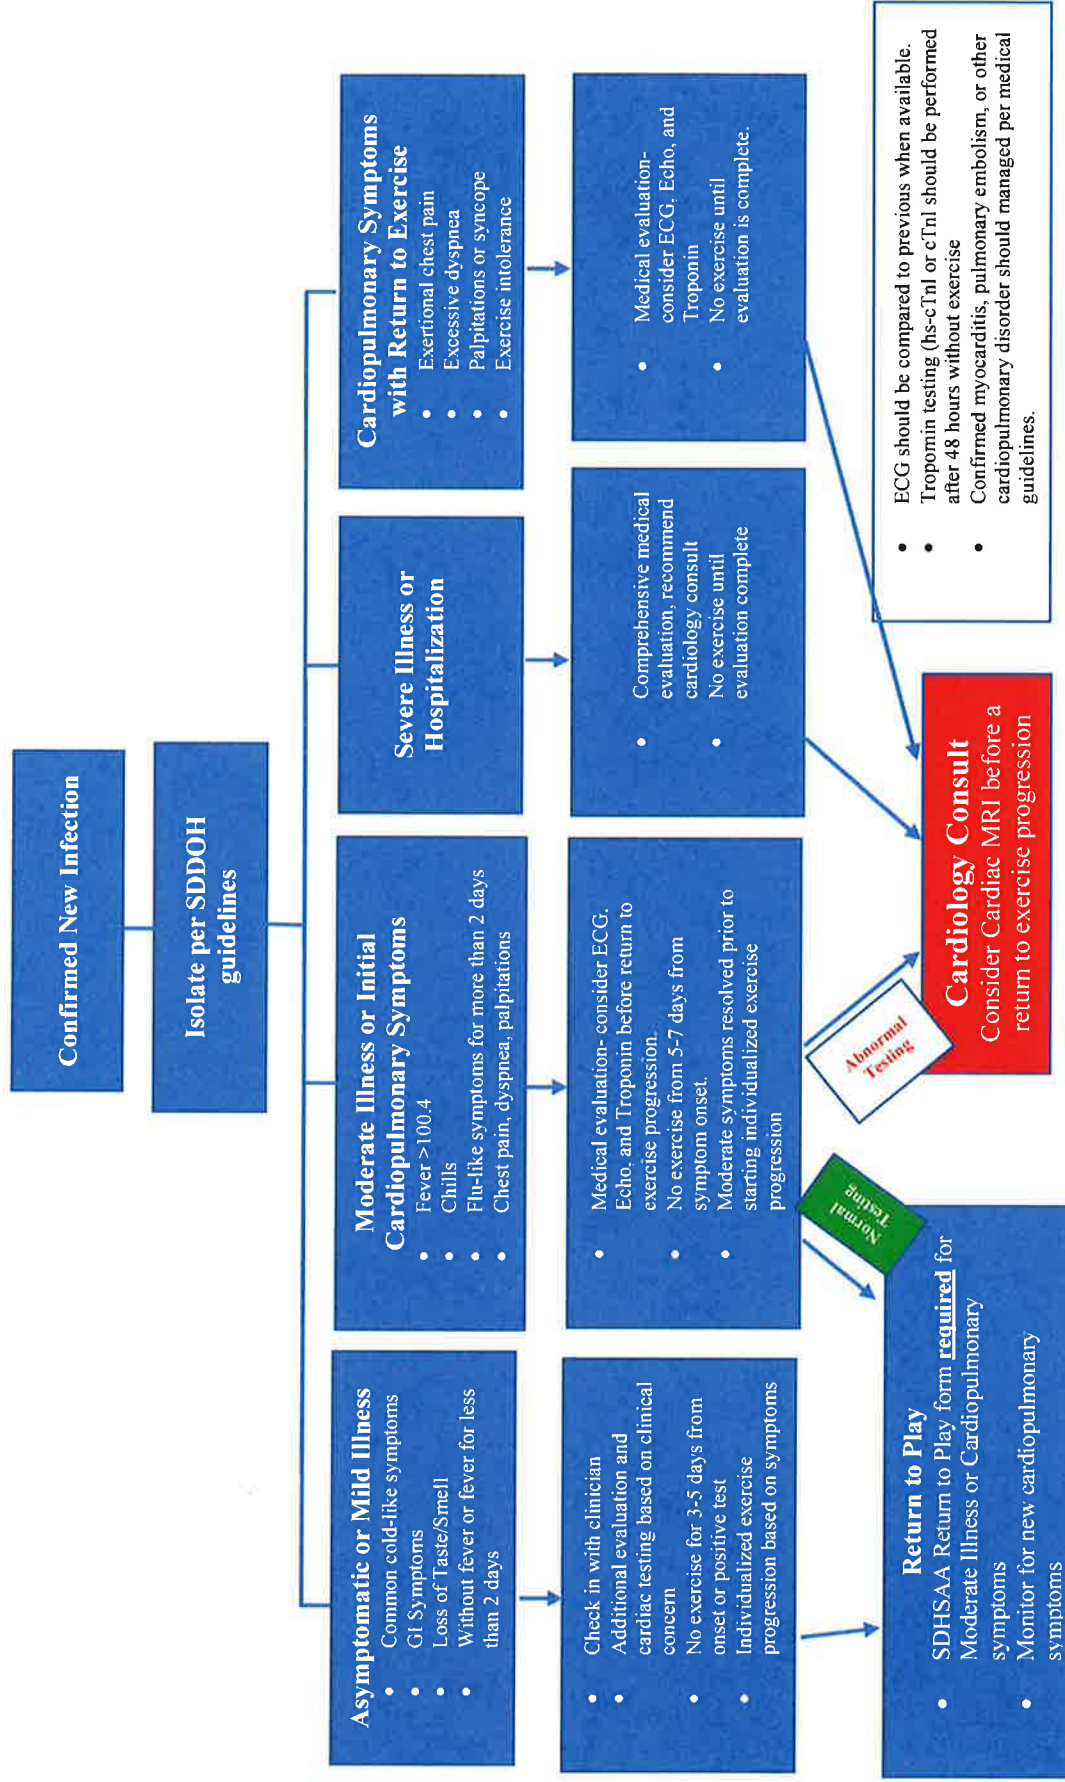 Confirmed New Infection
Isolate per SDDOH
guidelines
Asymptomatic or Mild Illness
• Common cold-like symptoms
• GI Symptoms
• Loss of Taste/Smell
• Without fever or fever for less
than 2 days
Moderate Illness or Initial
Cardiopulmonary Symptoms
• Fever >100.4
• Chills
• Flu-like symptoms for more than 2 days
• Chest pain, dyspnea, palpitations
Severe Illness or
Hospitalization
Cardiopulmonary Symptoms
with Return to Exercise
• Exertional chest pain
• Excessive dyspnea
• Palpitations or syncope
• Exercise intolerance
• Check in with clinician
• Additional evaluation and
cardiac testing based on clinical
concern
• No exercise for 3-5 days from
onset or positive test
• Individualized exercise
progression based on symptoms
• Medical evaluation- consider ECG.
Echo, and Troponin before return to
exercise progression.
• No exercise from 5-7 days from
symptom onset.
• Moderate symptoms resolved prior to
starting individualized exercise
progression
• Comprehensive medical
evaluation, recommend
cardiology consult
• No exercise until
evaluation complete
• Medical evaluation-
consider ECG, Echo, and
Troponin
• No exercise until
evaluation is complete.
Normal
Testing
Abnormal
Testing
Return to Play
• SDHSAA Return to Play form required for
Moderate Illness or Cardiopulmonary
symptoms
• Monitor for new cardiopulmonary
symptoms
Cardiology Consult
Consider Cardiac MRI before a
return to exercise progression
• ECG should be compared to previous when available.
• Tropomin testing (hs-cTnI or cTnI should be performed
after 48 hours without exercise
• Confirmed myocarditis, pulmonary embolism, or other
cardiopulmonary disorder should managed per medical
guidelines.